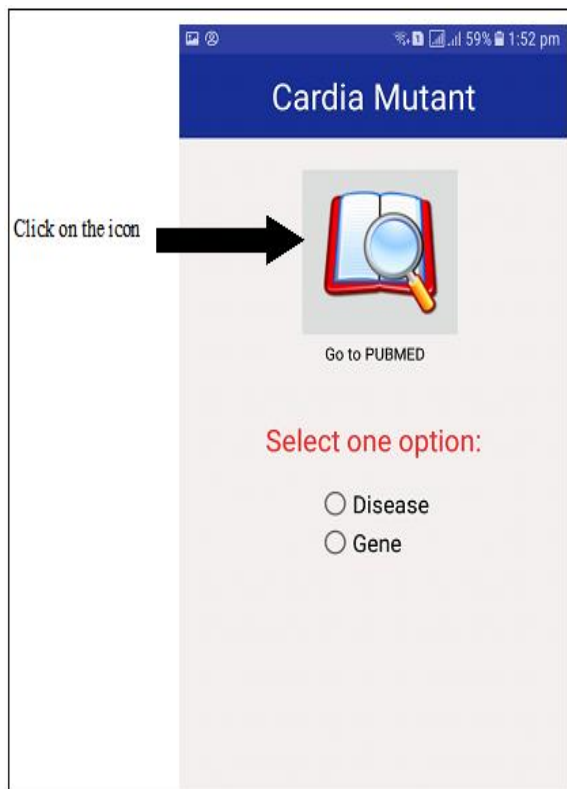 59% 1:52 pm
Cardia Mutant
Click on the icon
Go to PUBMED
Select one option:
Disease
Gene